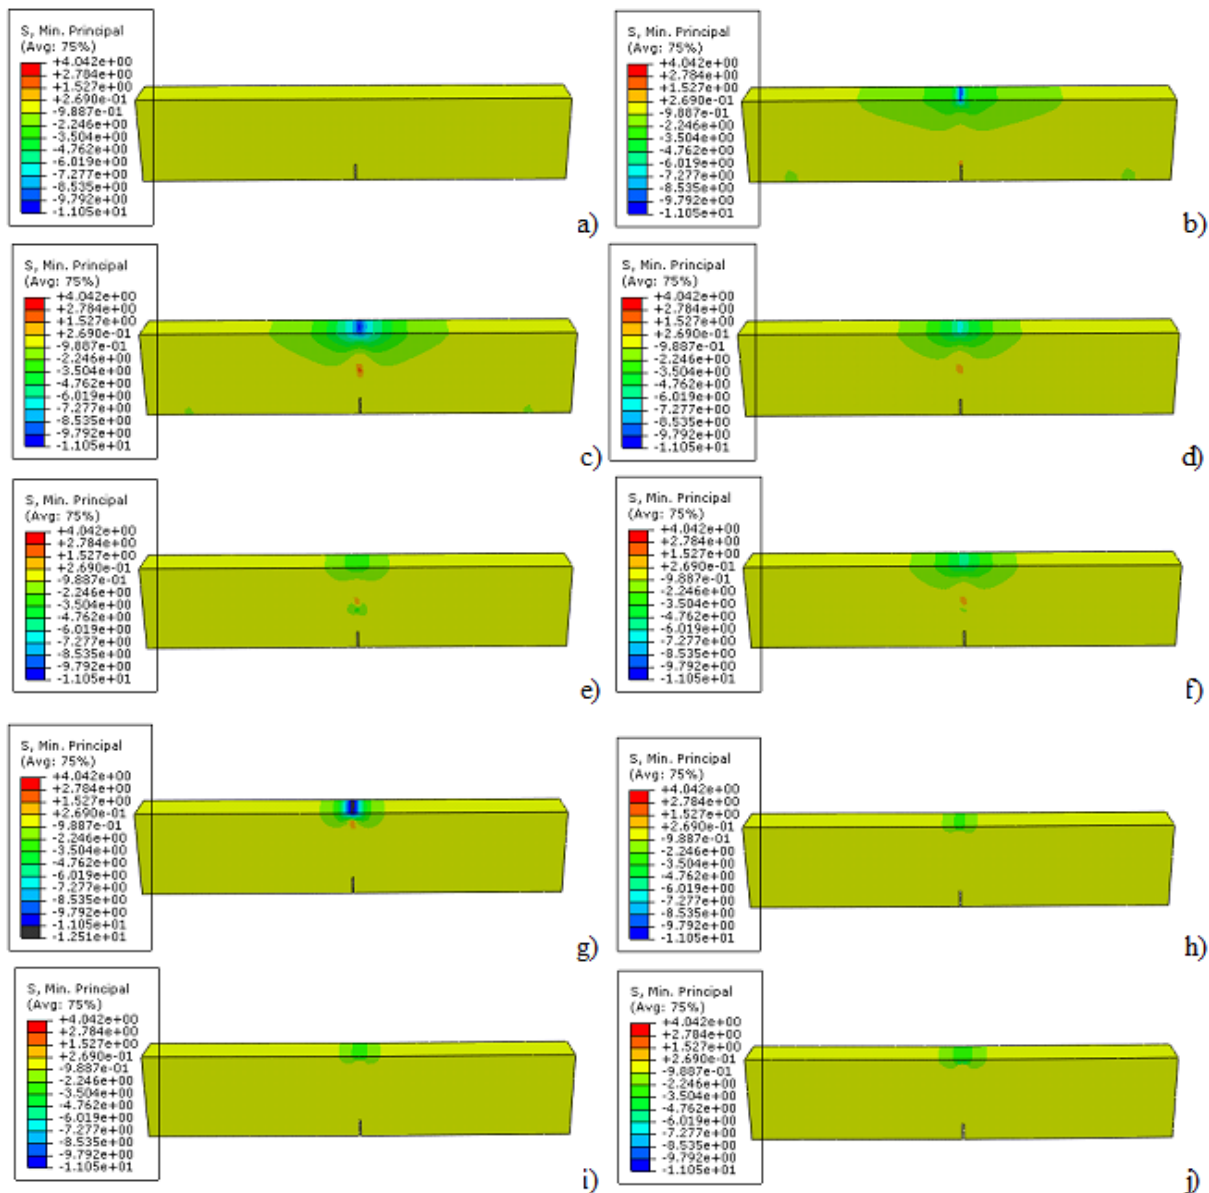 S, Min. Principal
(Avg: 75%)
+4.042e+00
+2.784e+00
+1.527e+00
+2.690e-01
-9.887e-01
-2.246e+00
-3.504e+00
-4.762e+00
-6.019e+00
-7.277e+00
-8.535e+00
-9.792e+00
-1.105e+01
a)
S, Min. Principal
(Avg: 75%)
+4.042e+00
+2.784e+00
+1.527e+00
+2.690e-01
-9.887e-01
-2.246e+00
-3.504e+00
-4.762e+00
-6.019e+00
-7.277e+00
-8.535e+00
-9.792e+00
-1.105e+01
b)
S, Min. Principal
(Avg: 75%)
+4.042e+00
+2.784e+00
+1.527e+00
+2.690e-01
-9.887e-01
-2.246e+00
-3.504e+00
-4.762e+00
-6.019e+00
-7.277e+00
-8.535e+00
-9.792e+00
-1.105e+01
c)
S, Min. Principal
(Avg: 75%)
+4.042e+00
+2.784e+00
+1.527e+00
+2.690e-01
-9.887e-01
-2.246e+00
-3.504e+00
-4.762e+00
-6.019e+00
-7.277e+00
-8.535e+00
-9.792e+00
-1.105e+01
d)
S, Min. Principal
(Avg: 75%)
+4.042e+00
+2.784e+00
+1.527e+00
+2.690e-01
-9.887e-01
-2.246e+00
-3.504e+00
-4.762e+00
-6.019e+00
-7.277e+00
-8.535e+00
-9.792e+00
-1.105e+01
e)
S, Min. Principal
(Avg: 75%)
+4.042e+00
+2.784e+00
+1.527e+00
+2.690e-01
-9.887e-01
-2.246e+00
-3.504e+00
-4.762e+00
-6.019e+00
-7.277e+00
-8.535e+00
-9.792e+00
-1.105e+01
f)
S, Min. Principal
(Avg: 75%)
+4.042e+00
+2.784e+00
+1.527e+00
+2.690e-01
-9.887e-01
-2.246e+00
-3.504e+00
-4.762e+00
-6.019e+00
-7.277e+00
-8.535e+00
-9.792e+00
-1.105e+01
-1.251e+01
g)
S, Min. Principal
(Avg: 75%)
+4.042e+00
+2.784e+00
+1.527e+00
+2.690e-01
-9.887e-01
-2.246e+00
-3.504e+00
-4.762e+00
-6.019e+00
-7.277e+00
-8.535e+00
-9.792e+00
-1.105e+01
h)
S, Min. Principal
(Avg: 75%)
+4.042e+00
+2.784e+00
+1.527e+00
+2.690e-01
-9.887e-01
-2.246e+00
-3.504e+00
-4.762e+00
-6.019e+00
-7.277e+00
-8.535e+00
-9.792e+00
-1.105e+01
i)
S, Min. Principal
(Avg: 75%)
+4.042e+00
+2.784e+00
+1.527e+00
+2.690e-01
-9.887e-01
-2.246e+00
-3.504e+00
-4.762e+00
-6.019e+00
-7.277e+00
-8.535e+00
-9.792e+00
-1.105e+01
j)